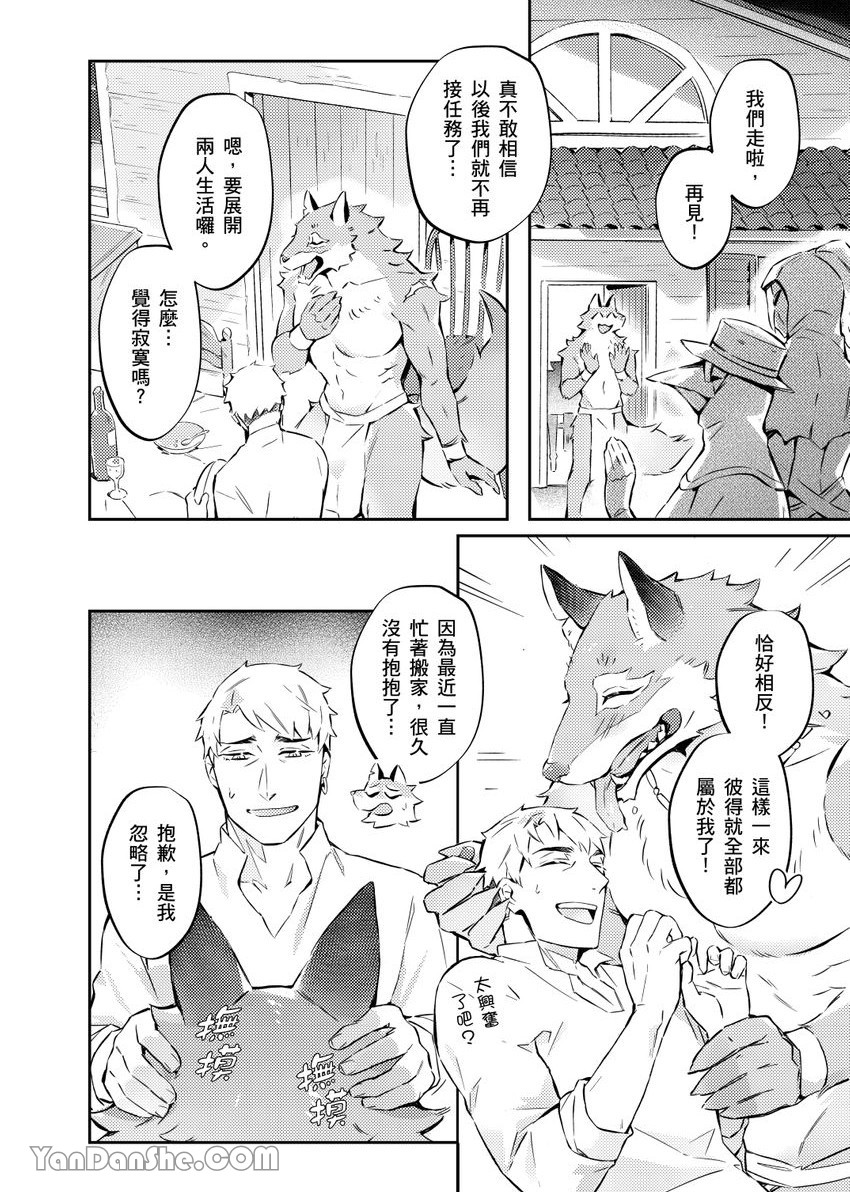 我們走啦，
再見！
真不敢相信
以後我們就不再
接任務了…
嗯，要展開
兩人生活囉。
怎麼…
覺得寂寞嗎？
恰好相反！
這樣一來
彼得就全部都
屬於我了！
太興奮
了吧？
因為最近一直
忙著搬家，很久
沒有抱抱了…
抱歉，是我
忽略了…
撫摸
撫摸
YanDanshe.com